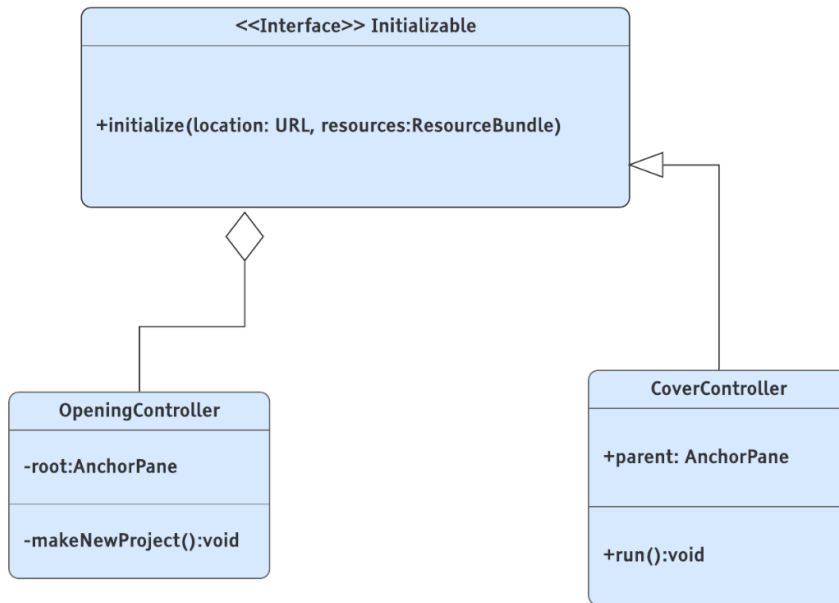 <<Interface>> Initializable
+initialize(location: URL, resources:ResourceBundle)
OpeningController
-root:AnchorPane
-makeNewProject():void
CoverController
+parent: AnchorPane
+run():void